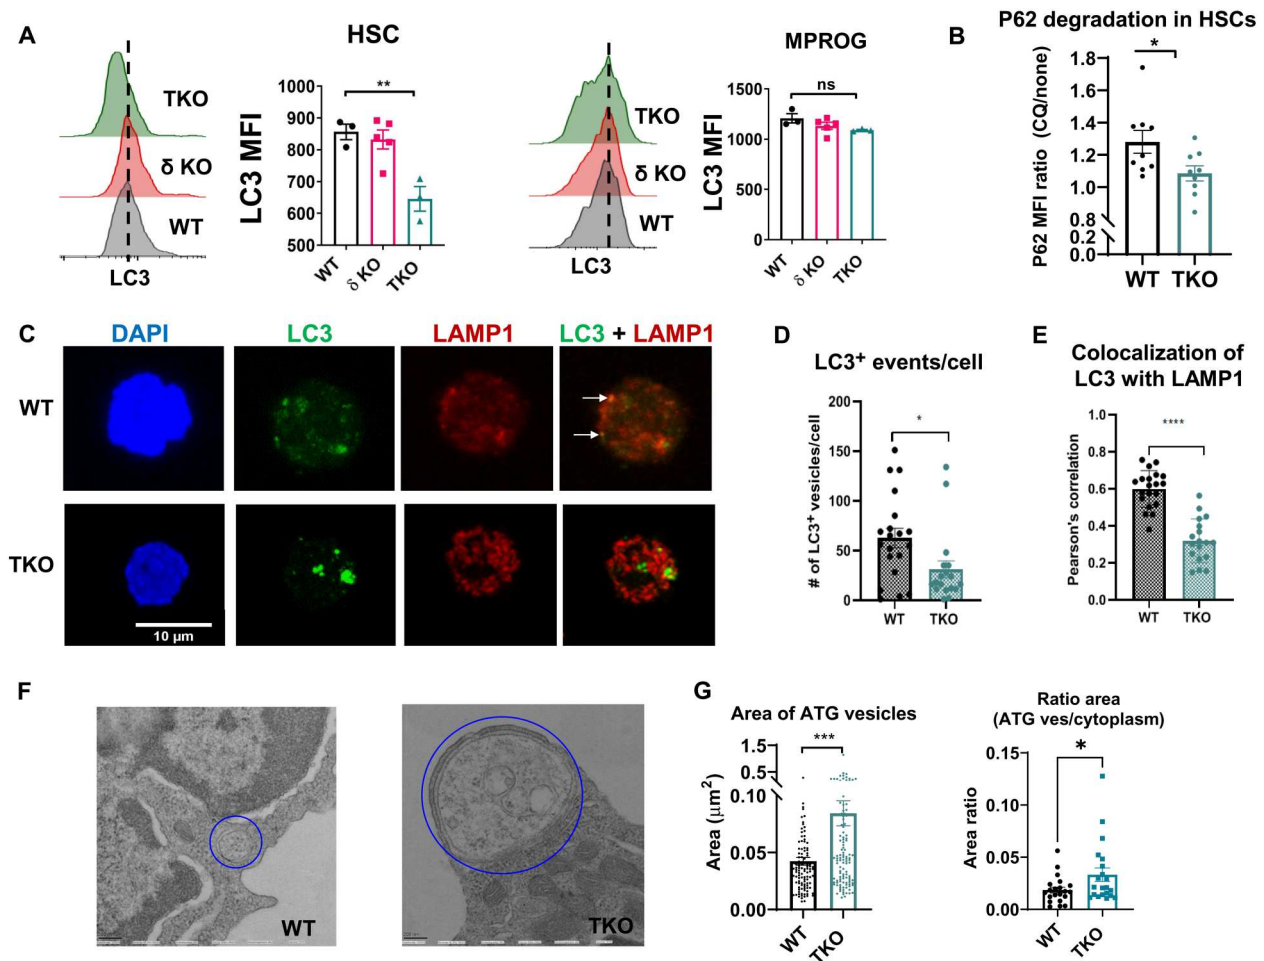 A
HSC
TKO
δ KO
WT
LC3
LC3 MFI
1000
900
800
700
600
500
**
WT
δ KO
TKO
TKO
δ KO
WT
LC3
MPROG
LC3 MFI
1500
1000
500
0
ns
WT
δ KO
TKO
B
P62 degradation in HSCs
P62 MFI ratio (CQ/none)
1.8
1.6
1.4
1.2
1.0
0.8
0.2
0.0
*
WT
TKO
C
DAPI
LC3
LAMP1
LC3 + LAMP1
WT
TKO
10 µm
D
LC3+ events/cell
# of LC3+ vesicles/cell
200
150
100
50
0
*
WT
TKO
E
Colocalization of
LC3 with LAMP1
Pearson's correlation
1.0
0.8
0.6
0.4
0.2
0.0
****
WT
TKO
F
WT
TKO
G
Area of ATG vesicles
Area (µm2)
1.5
0.5
0.10
0.05
0.00
***
WT
TKO
Ratio area
(ATG ves/cytoplasm)
Area ratio
0.15
0.10
0.05
0.00
*
WT
TKO